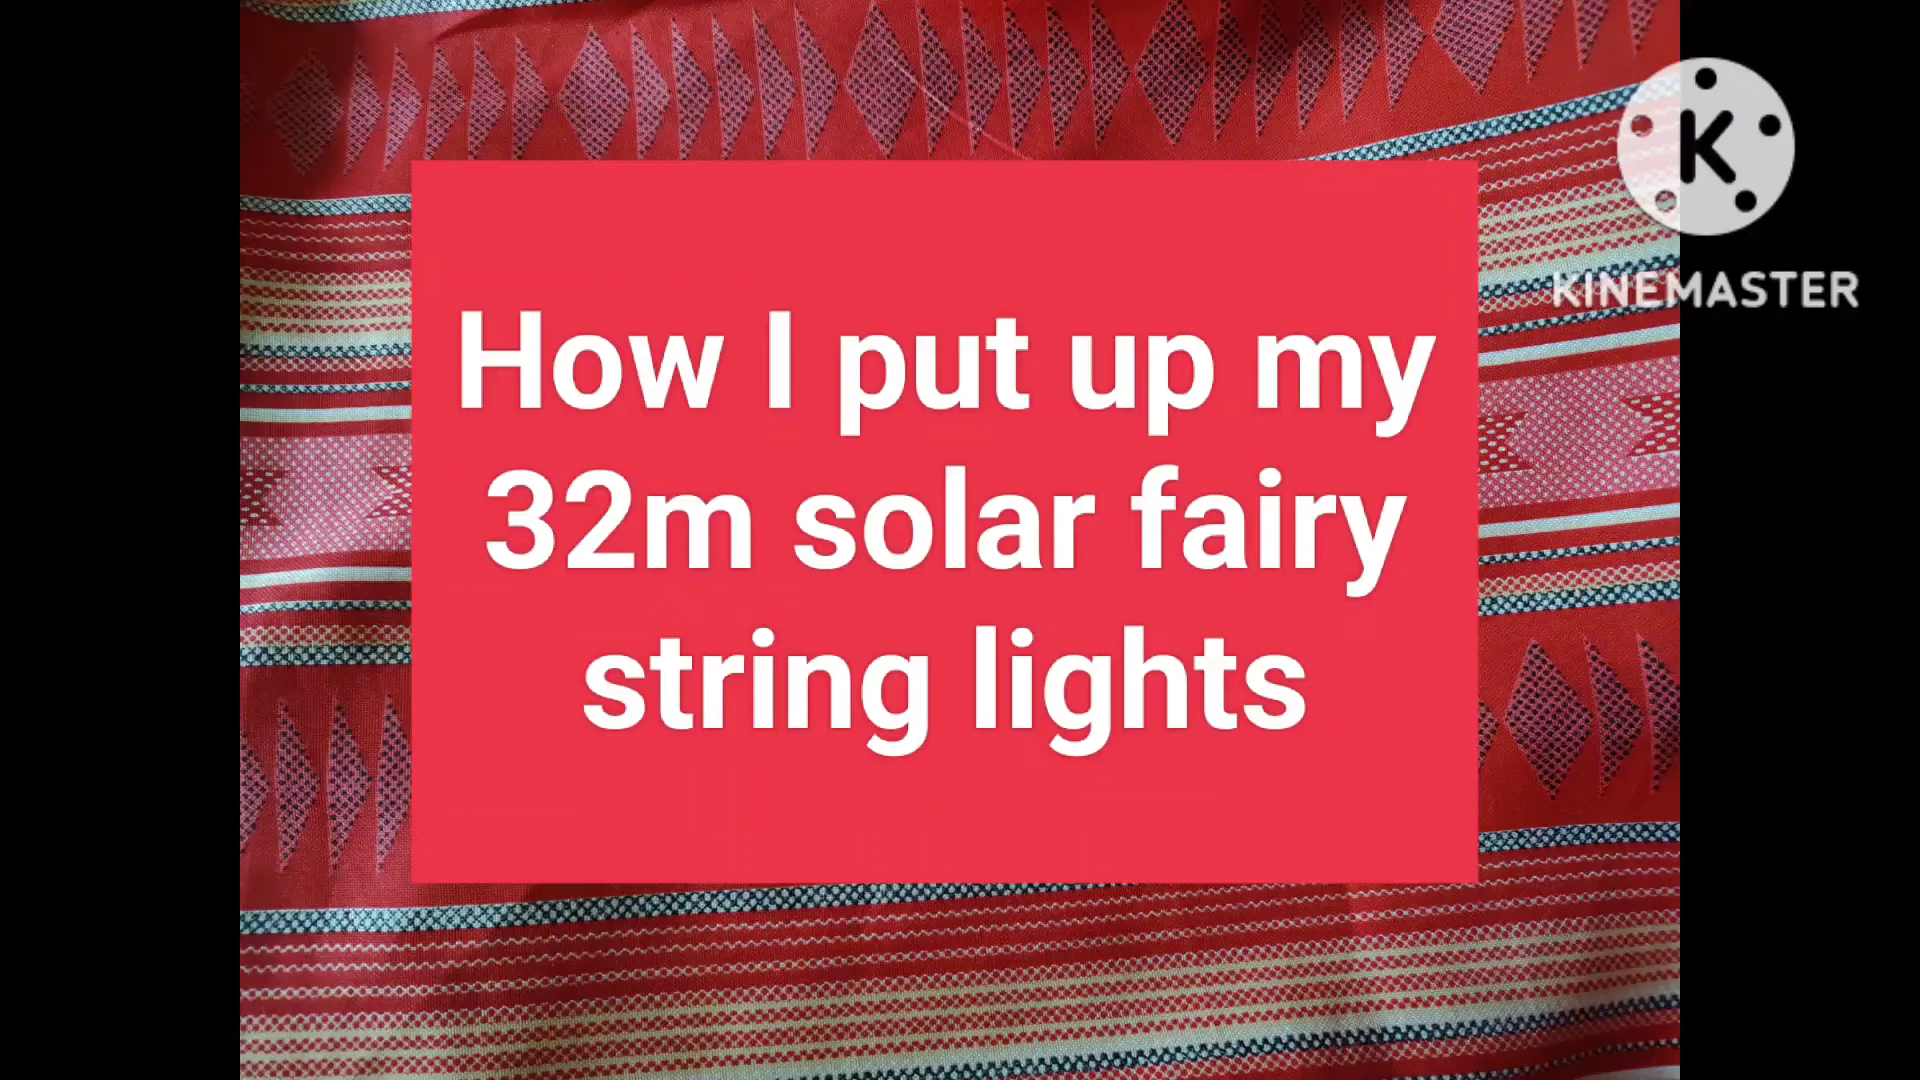 How I put up my
32m solar fairy
string lights
K
KINEMASTER